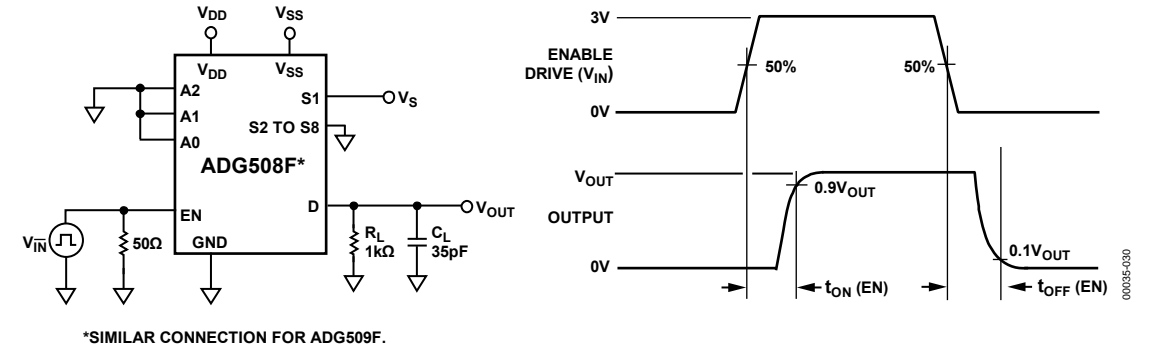 VDD
VSS
VDD
VSS
A2
A1
A0
S1
VS
S2 TO S8
ADG508F*
D
VOUT
EN
VIN
50Ω
GND
RL
1kΩ
CL
35pF
*SIMILAR CONNECTION FOR ADG509F.
3V
ENABLE
DRIVE (VIN)
50%
50%
0V
VOUT
0.9VOUT
OUTPUT
0V
0.1VOUT
tON (EN)
tOFF (EN)
00035-030